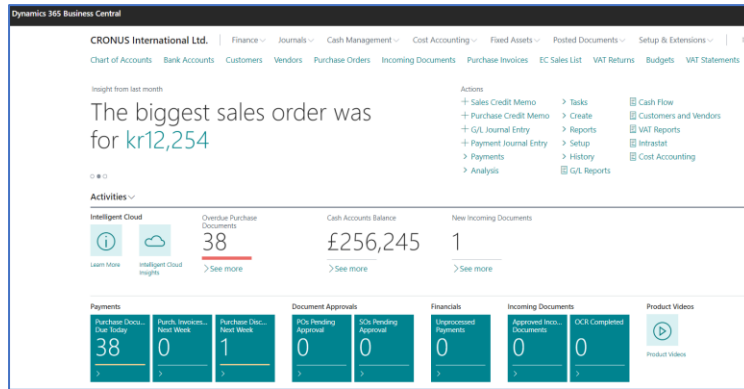 Dynamics 365 Business Central
CRONUS International Ltd. Finance Journals Cash Management Cost Accounting Fixed Assets Posted Documents Setup & Extensions
Chart of Accounts Bank Accounts Customers Vendors Purchase Orders Incoming Documents Purchase Invoices EC Sales List VAT Returns Budgets VAT Statements
Insight from last month
The biggest sales order was
for kr12,254
Actions
+ Sales Credit Memo > Tasks Cash Flow
+ Purchase Credit Memo > Create Customers and Vendors
+ G/L Journal Entry > Reports VAT Reports
+ Payment Journal Entry > Setup Intrastat
> Payments > History Cost Accounting
> Analysis G/L Reports
Activities
Intelligent Cloud
Learn More
Intelligent Cloud
Insights
Overdue Purchase
Documents
38
> See more
Cash Accounts Balance
£256,245
> See more
New Incoming Documents
1
> See more
Payments
Purchase Docu...
Due Today
38
>
Purch. Invoices...
Next Week
0
>
Purchase Disc...
Next Week
1
>
Document Approvals
POs Pending
Approval
0
>
SOs Pending
Approval
0
>
Financials
Unprocessed
Payments
0
>
Incoming Documents
Approved Inco...
Documents
0
>
OCR Completed
0
>
Product Videos
Product Videos